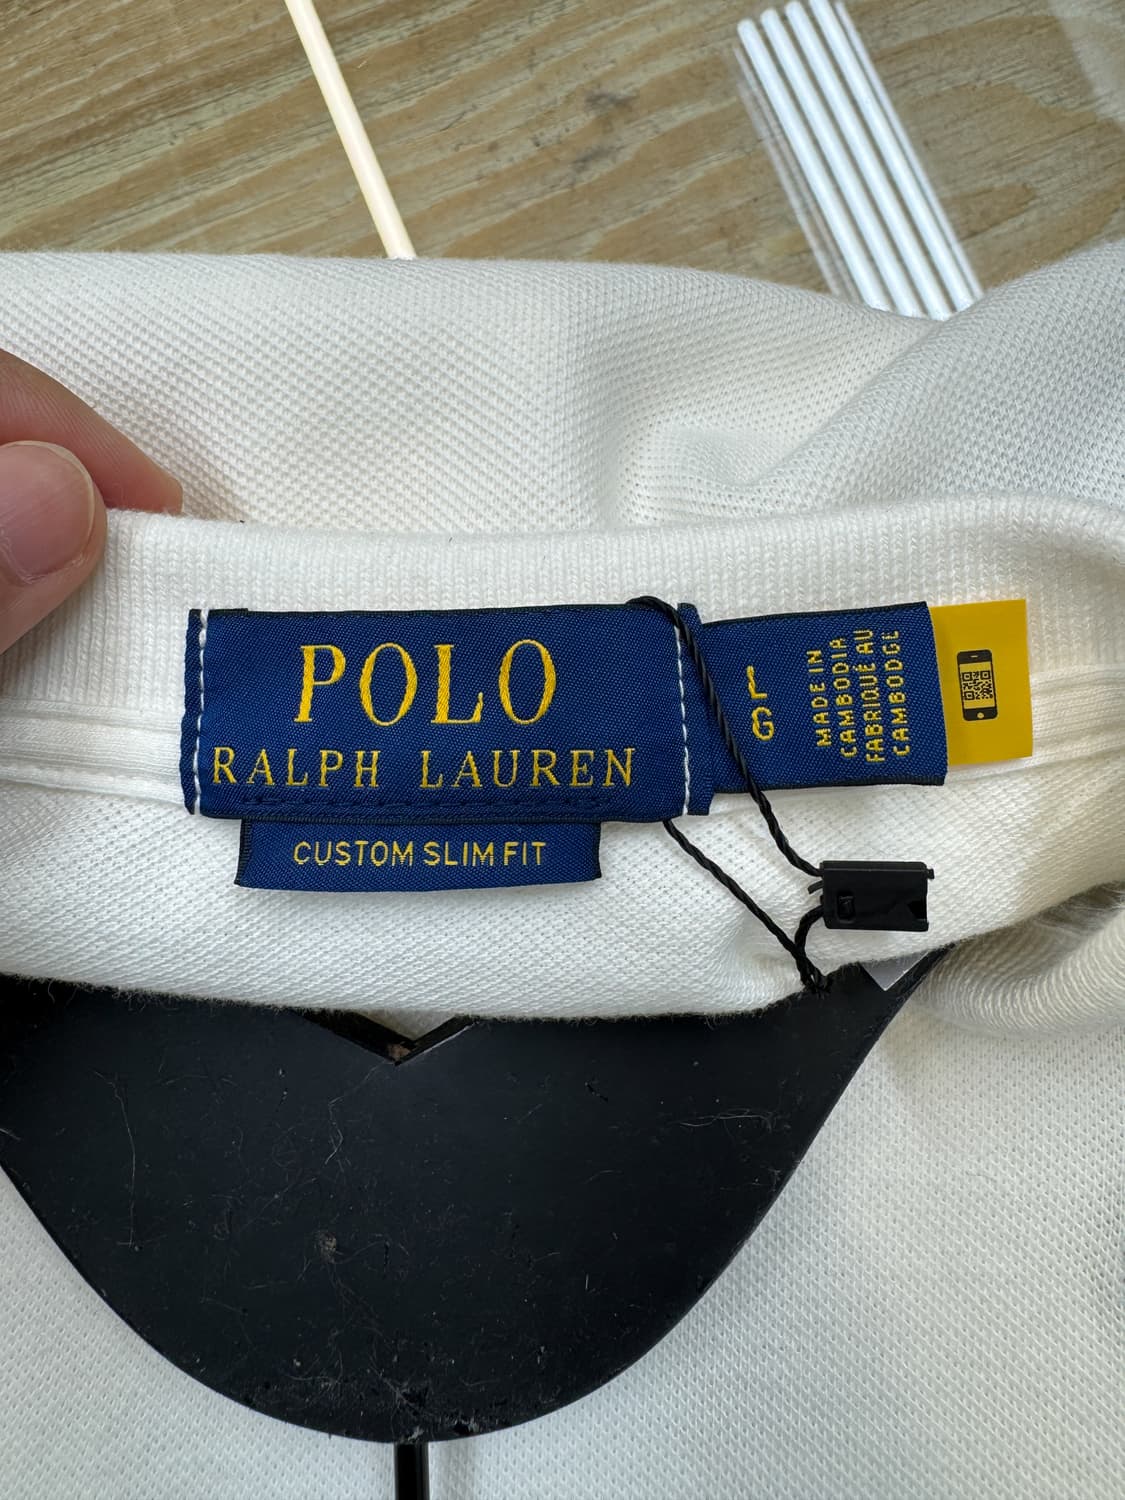 POLO
RALPH LAUREN
CUSTOM SLIM FIT
L
G
MADE IN
CAMBODIA
FABRIQUÉ AU
CAMBODGE